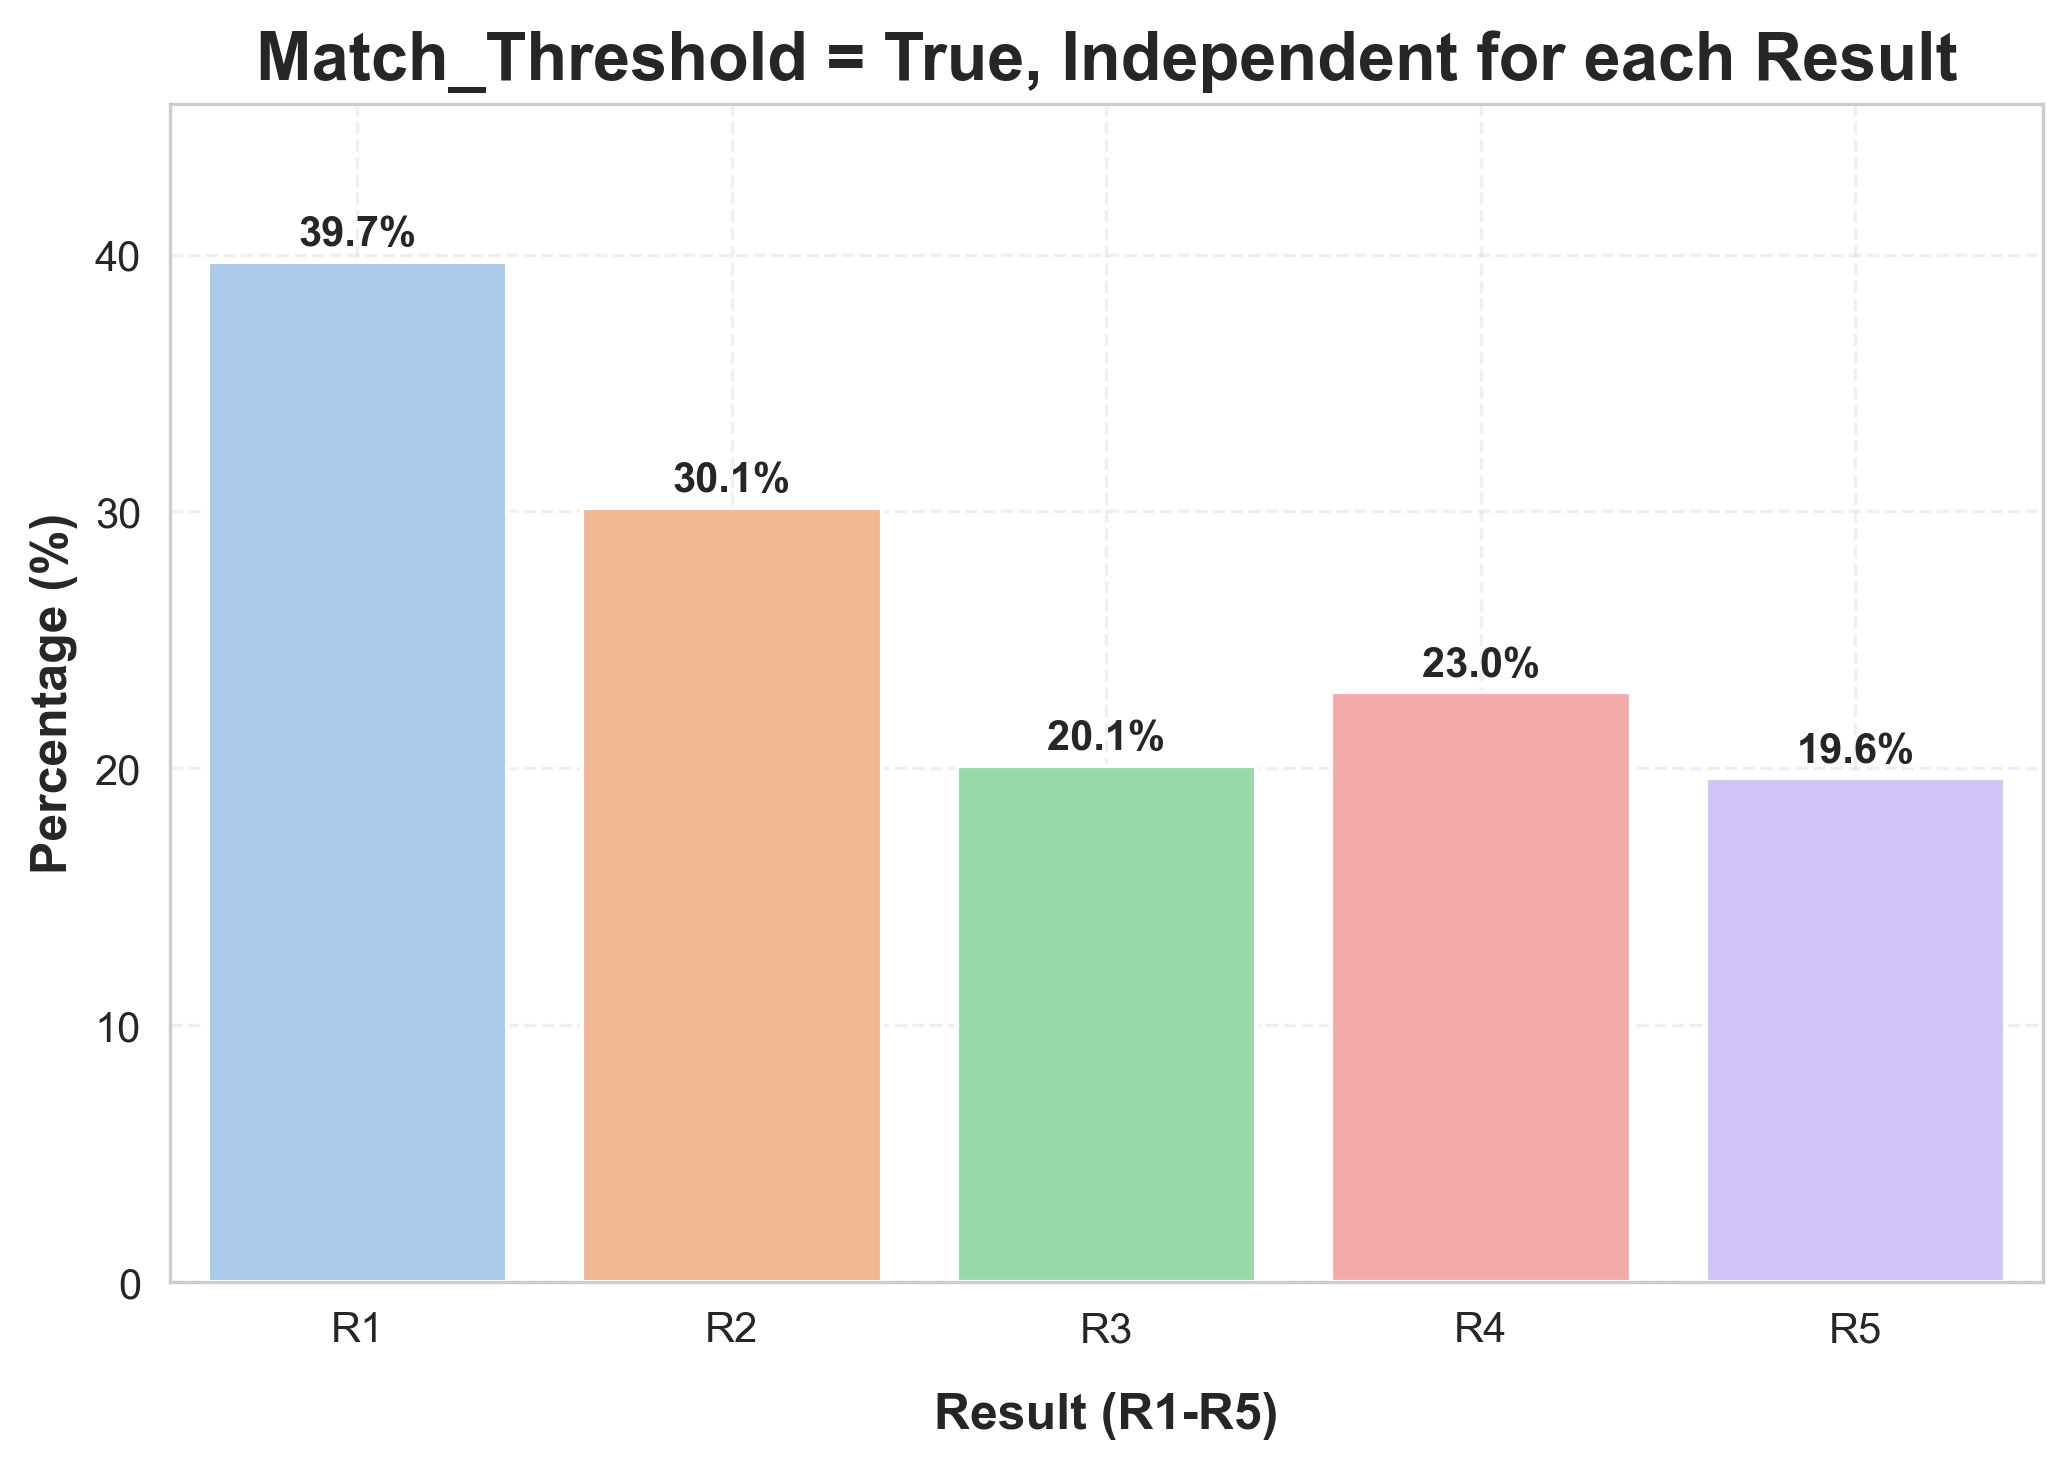 Match_Threshold = True, Independent for each Result
39.7%
30.1%
20.1%
23.0%
19.6%
Percentage (%)
40
30
20
10
0
R1
R2
R3
R4
R5
Result (R1-R5)